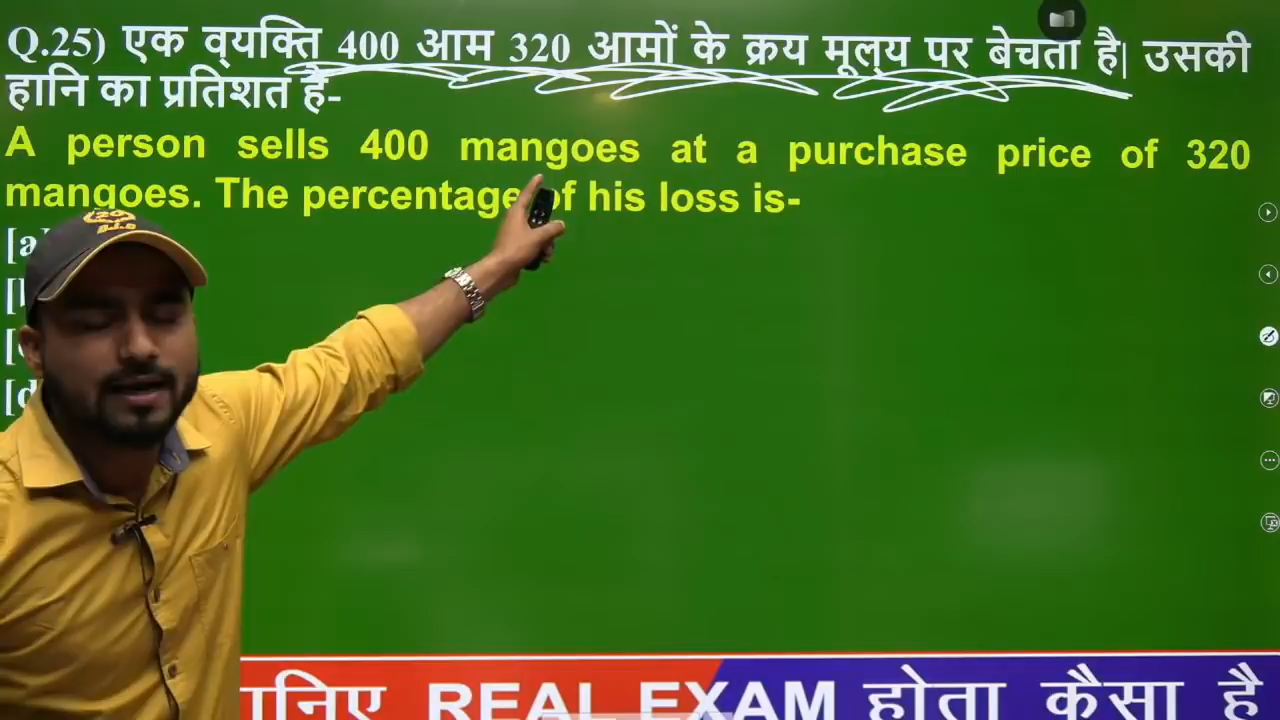 Q.25) एक व्यक्ति 400 आम 320 आमों के क्रय मूल्य पर बेचता है| उसकी
हानि का प्रतिशत है-
A person sells 400 mangoes at a purchase price of 320
mangoes. The percentage of his loss is-
[a
[
[
[d
REAL EXAM होता कैसा है